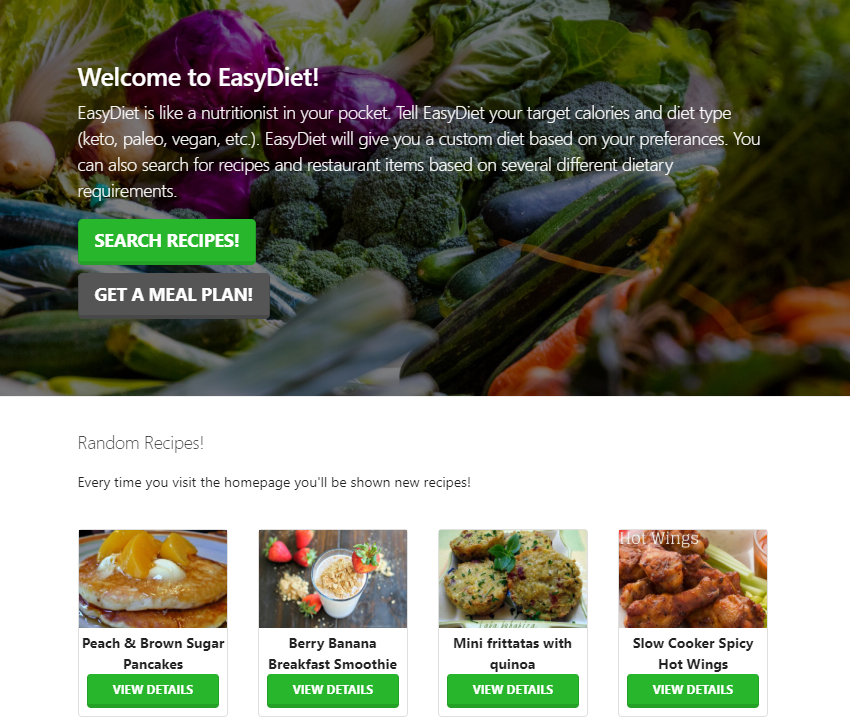 Welcome to EasyDiet!
EasyDiet is like a nutritionist in your pocket. Tell EasyDiet your target calories and diet type
(keto, paleo, vegan, etc.). EasyDiet will give you a custom diet based on your preferances. You
can also search for recipes and restaurant items based on several different dietary
requirements.
SEARCH RECIPES!
GET A MEAL PLAN!
Random Recipes!
Every time you visit the homepage you'll be shown new recipes!
Hot Wings
Peach & Brown Sugar
Pancakes
VIEW DETAILS
Berry Banana
Breakfast Smoothie
VIEW DETAILS
Mini frittatas with
quinoa
VIEW DETAILS
Slow Cooker Spicy
Hot Wings
VIEW DETAILS